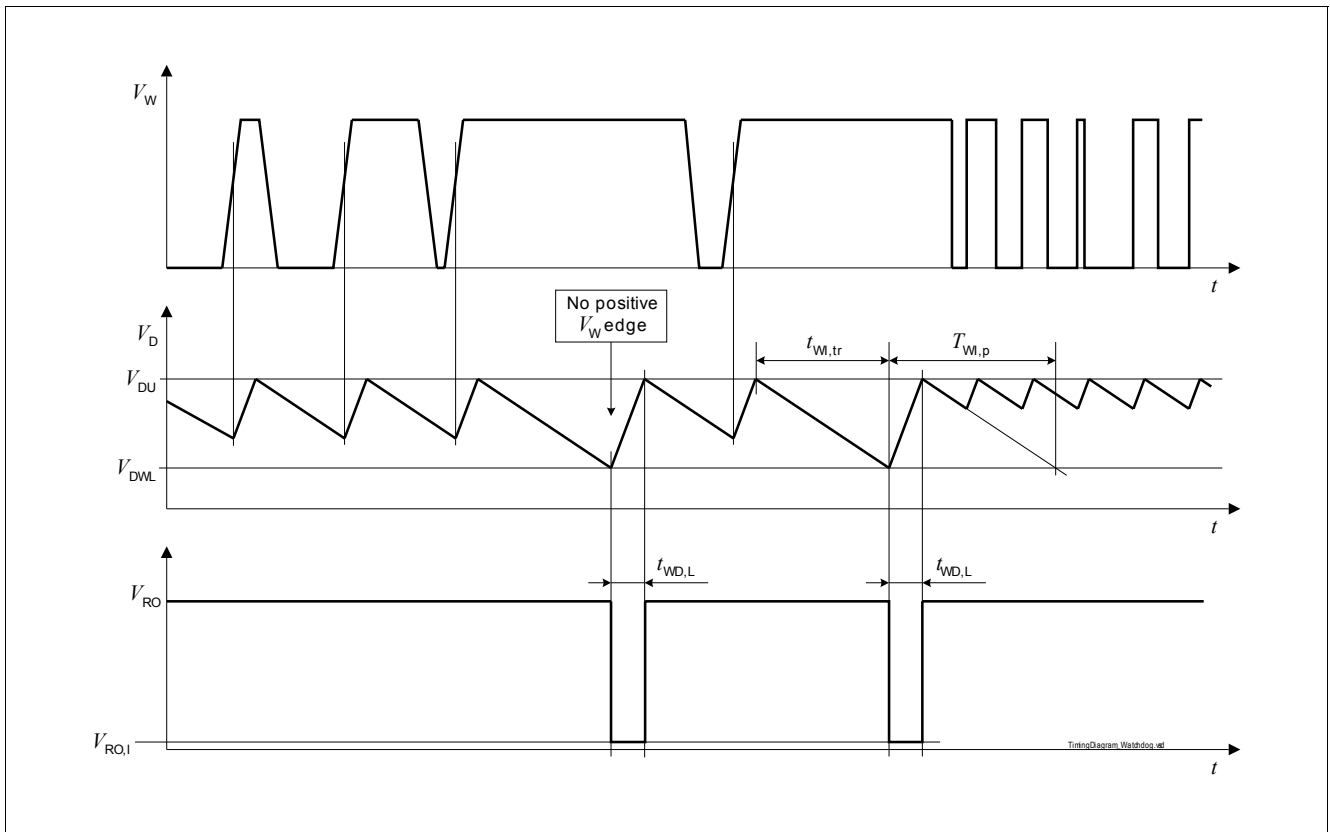 V_W
t
No positive
V_W edge
V_D
t_WI,tr
T_WI,p
V_DU
V_DWL
t
t_WD,L
t_WD,L
V_RO
V_RO,l
TimingDiagram_Watchdog.vsd
t